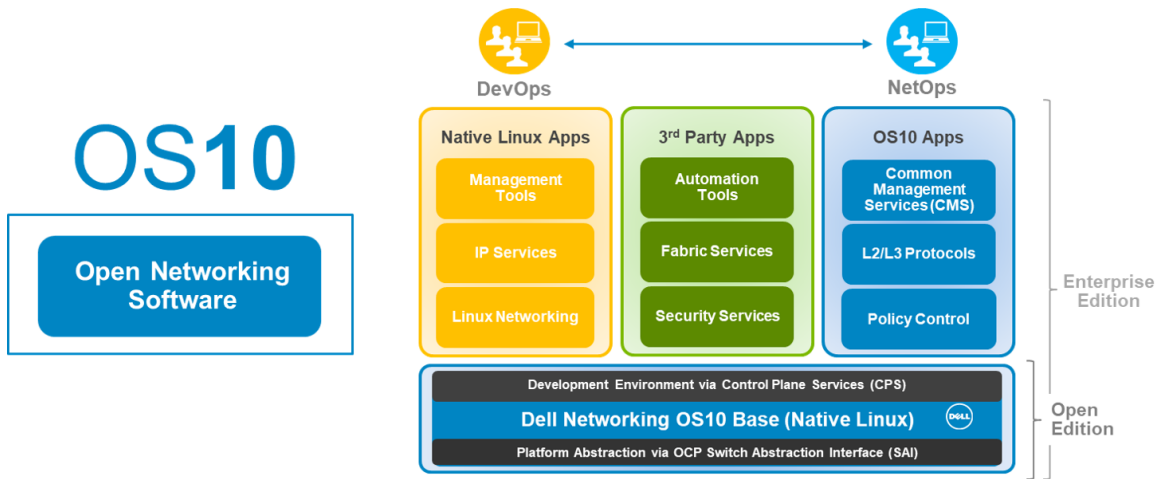 OS10
Open Networking
Software
DevOps
NetOps
Native Linux Apps
Management
Tools
IP Services
Linux Networking
3rd Party Apps
Automation
Tools
Fabric Services
Security Services
OS10 Apps
Common
Management
Services (CMS)
L2/L3 Protocols
Policy Control
Enterprise
Edition
Development Environment via Control Plane Services (CPS)
Dell Networking OS10 Base (Native Linux)
DELL
Platform Abstraction via OCP Switch Abstraction Interface (SAI)
Open
Edition